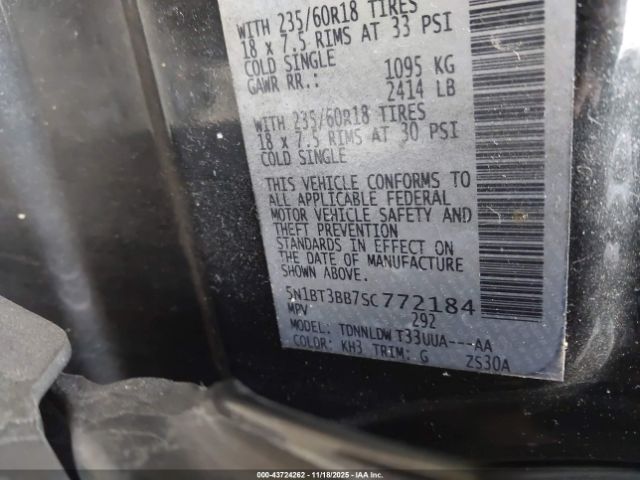 WITH 235/60R18 TIRES
18 x 7.5 RIMS AT 33 PSI
COLD SINGLE
GAWR RR.: 1095 KG
2414 LB
WITH 235/60R18 TIRES
18 x 7.5 RIMS AT 30 PSI
COLD SINGLE
THIS VEHICLE CONFORMS TO
ALL APPLICABLE FEDERAL
MOTOR VEHICLE SAFETY AND
THEFT PREVENTION
STANDARDS IN EFFECT ON
THE DATE OF MANUFACTURE
SHOWN ABOVE.
5N1BT3BB7SC772184
MPV 292
MODEL: TDNNLDWT33UUA---AA
COLOR: KH3 TRIM: G ZS30A
00-43724262 — 11/18/2025 — IAAI, Inc.